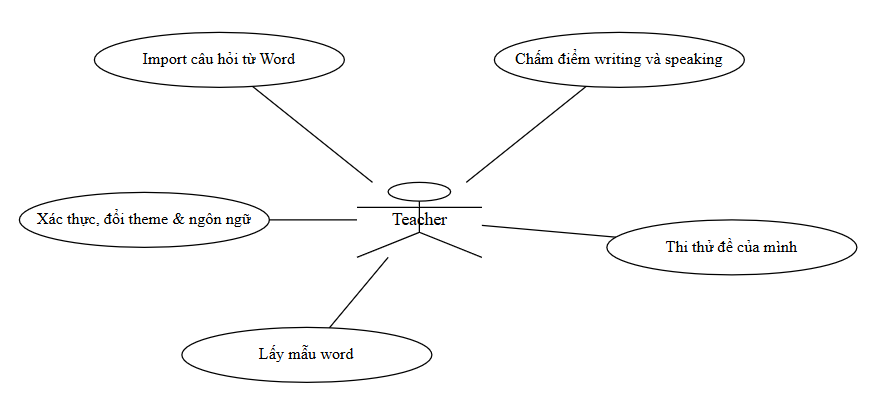 Import câu hỏi từ Word
Chấm điểm writing và speaking
Xác thực, đổi theme & ngôn ngữ
Teacher
Thi thử đề của mình
Lấy mẫu word